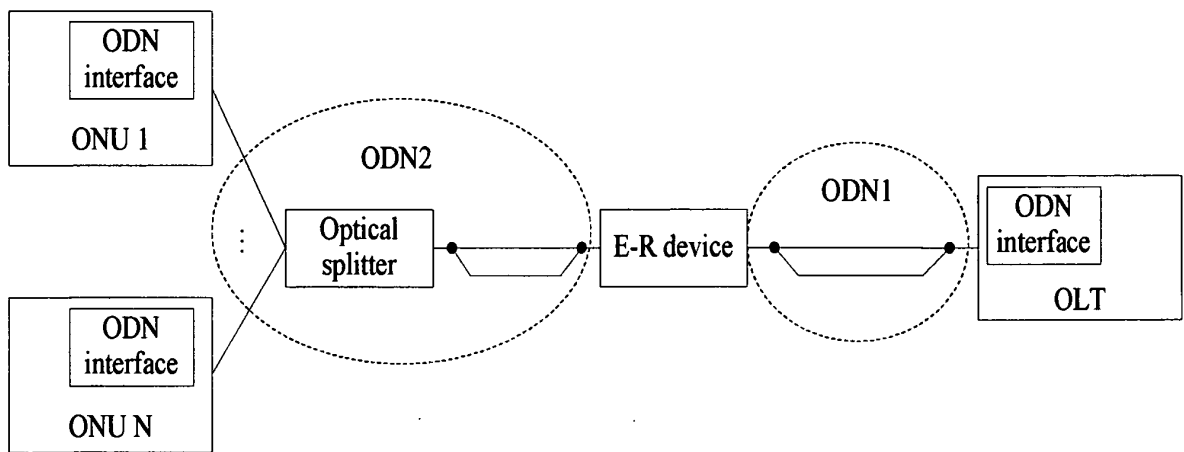 ODN
interface
ONU 1
ODN2
ODN1
Optical
splitter
E-R device
ODN
interface
OLT
ODN
interface
ONU N